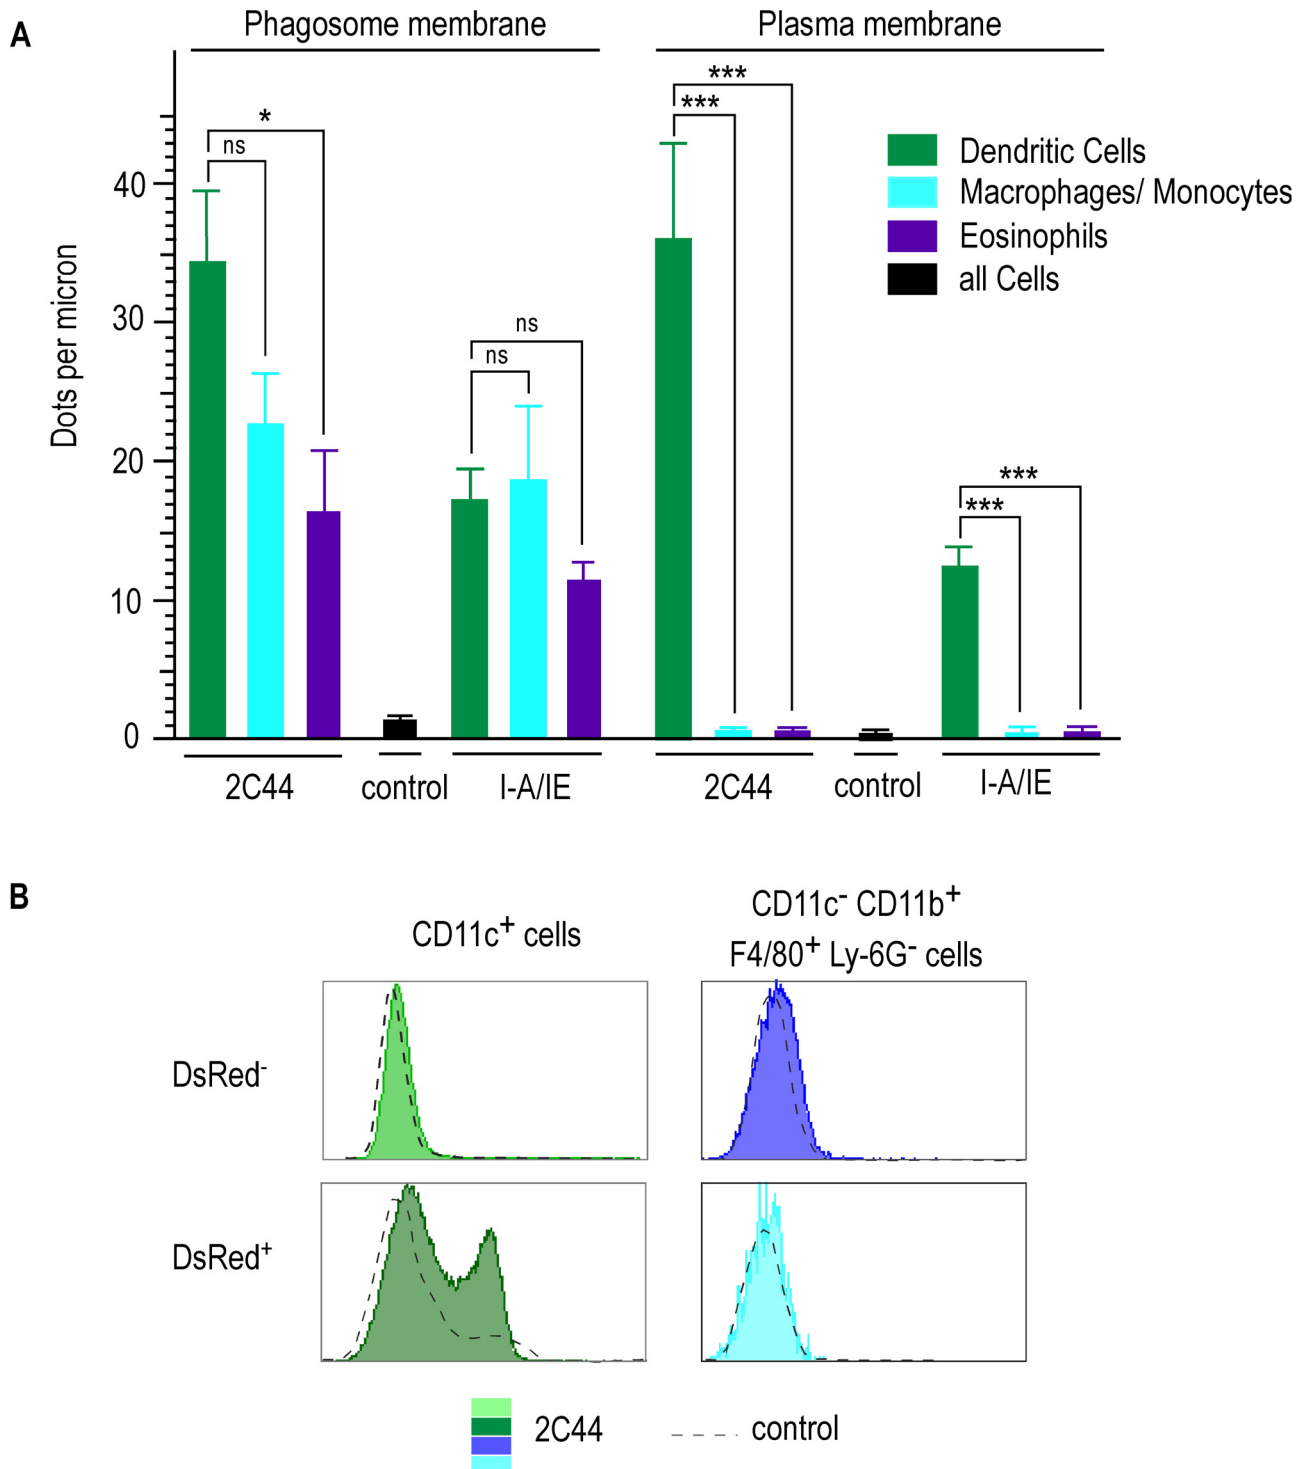 A
Phagosome membrane
Plasma membrane
***
***
*
ns
Dendritic Cells
Macrophages/ Monocytes
Eosinophils
all Cells
40
30
20
10
0
Dots per micron
ns
ns
***
***
2C44
control
I-A/IE
2C44
control
I-A/IE
B
CD11c+ cells
CD11c- CD11b+
F4/80+ Ly-6G- cells
DsRed-
DsRed+
2C44
control